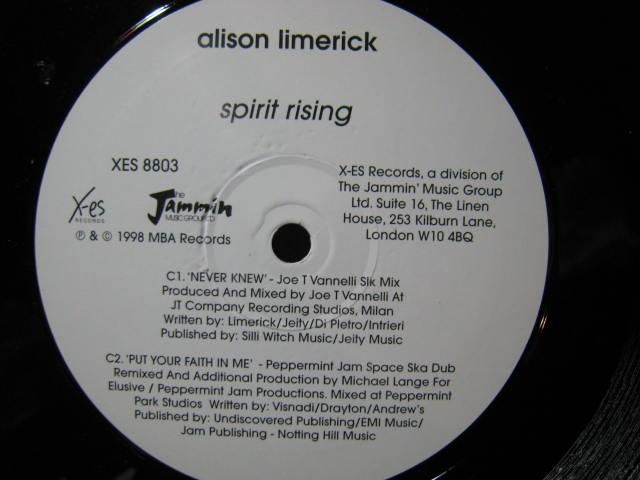 alison limerick
spirit rising
XES 8803
X-es
RECORDS
the
Jammin
MUSIC GROUP
℗ & © 1998 MBA Records
X-ES Records, a division of
The Jammin' Music Group
Ltd. Suite 16, The Linen
House, 253 Kilburn Lane,
London W10 4BQ
C1. 'NEVER KNEW' - Joe T Vannelli Slk Mix
Produced And Mixed by Joe T Vannelli At
JT Company Recording Studios, Milan
Written by: Limerick/Jeity/Di Pietro/Intrieri
Published by: Silli Witch Music/Jeity Music
C2. 'PUT YOUR FAITH IN ME' - Peppermint Jam Space Ska Dub
Remixed and Additional Production by Michael Lange For
Elusive / Peppermint Jam Productions. Mixed at Peppermint
Park Studios Written by: Visnadi/Drayton/Andrew's
Published by: Undiscovered Publishing/EMI Music/
Jam Publishing - Notting Hill Music